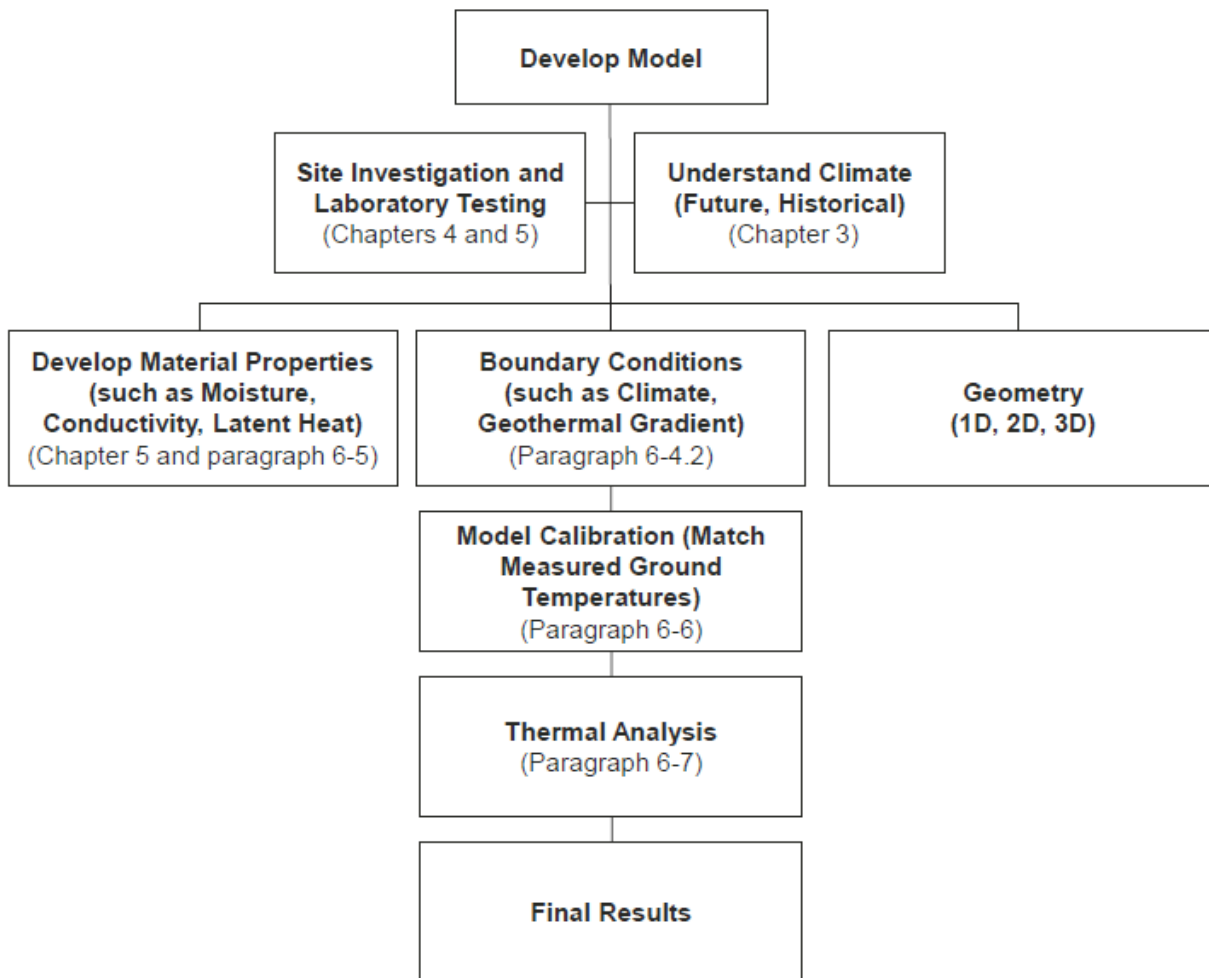 Develop Model
Site Investigation and
Laboratory Testing
(Chapters 4 and 5)
Understand Climate
(Future, Historical)
(Chapter 3)
Develop Material Properties
(such as Moisture,
Conductivity, Latent Heat)
(Chapter 5 and paragraph 6-5)
Boundary Conditions
(such as Climate,
Geothermal Gradient)
(Paragraph 6-4.2)
Geometry
(1D, 2D, 3D)
Model Calibration (Match
Measured Ground
Temperatures)
(Paragraph 6-6)
Thermal Analysis
(Paragraph 6-7)
Final Results